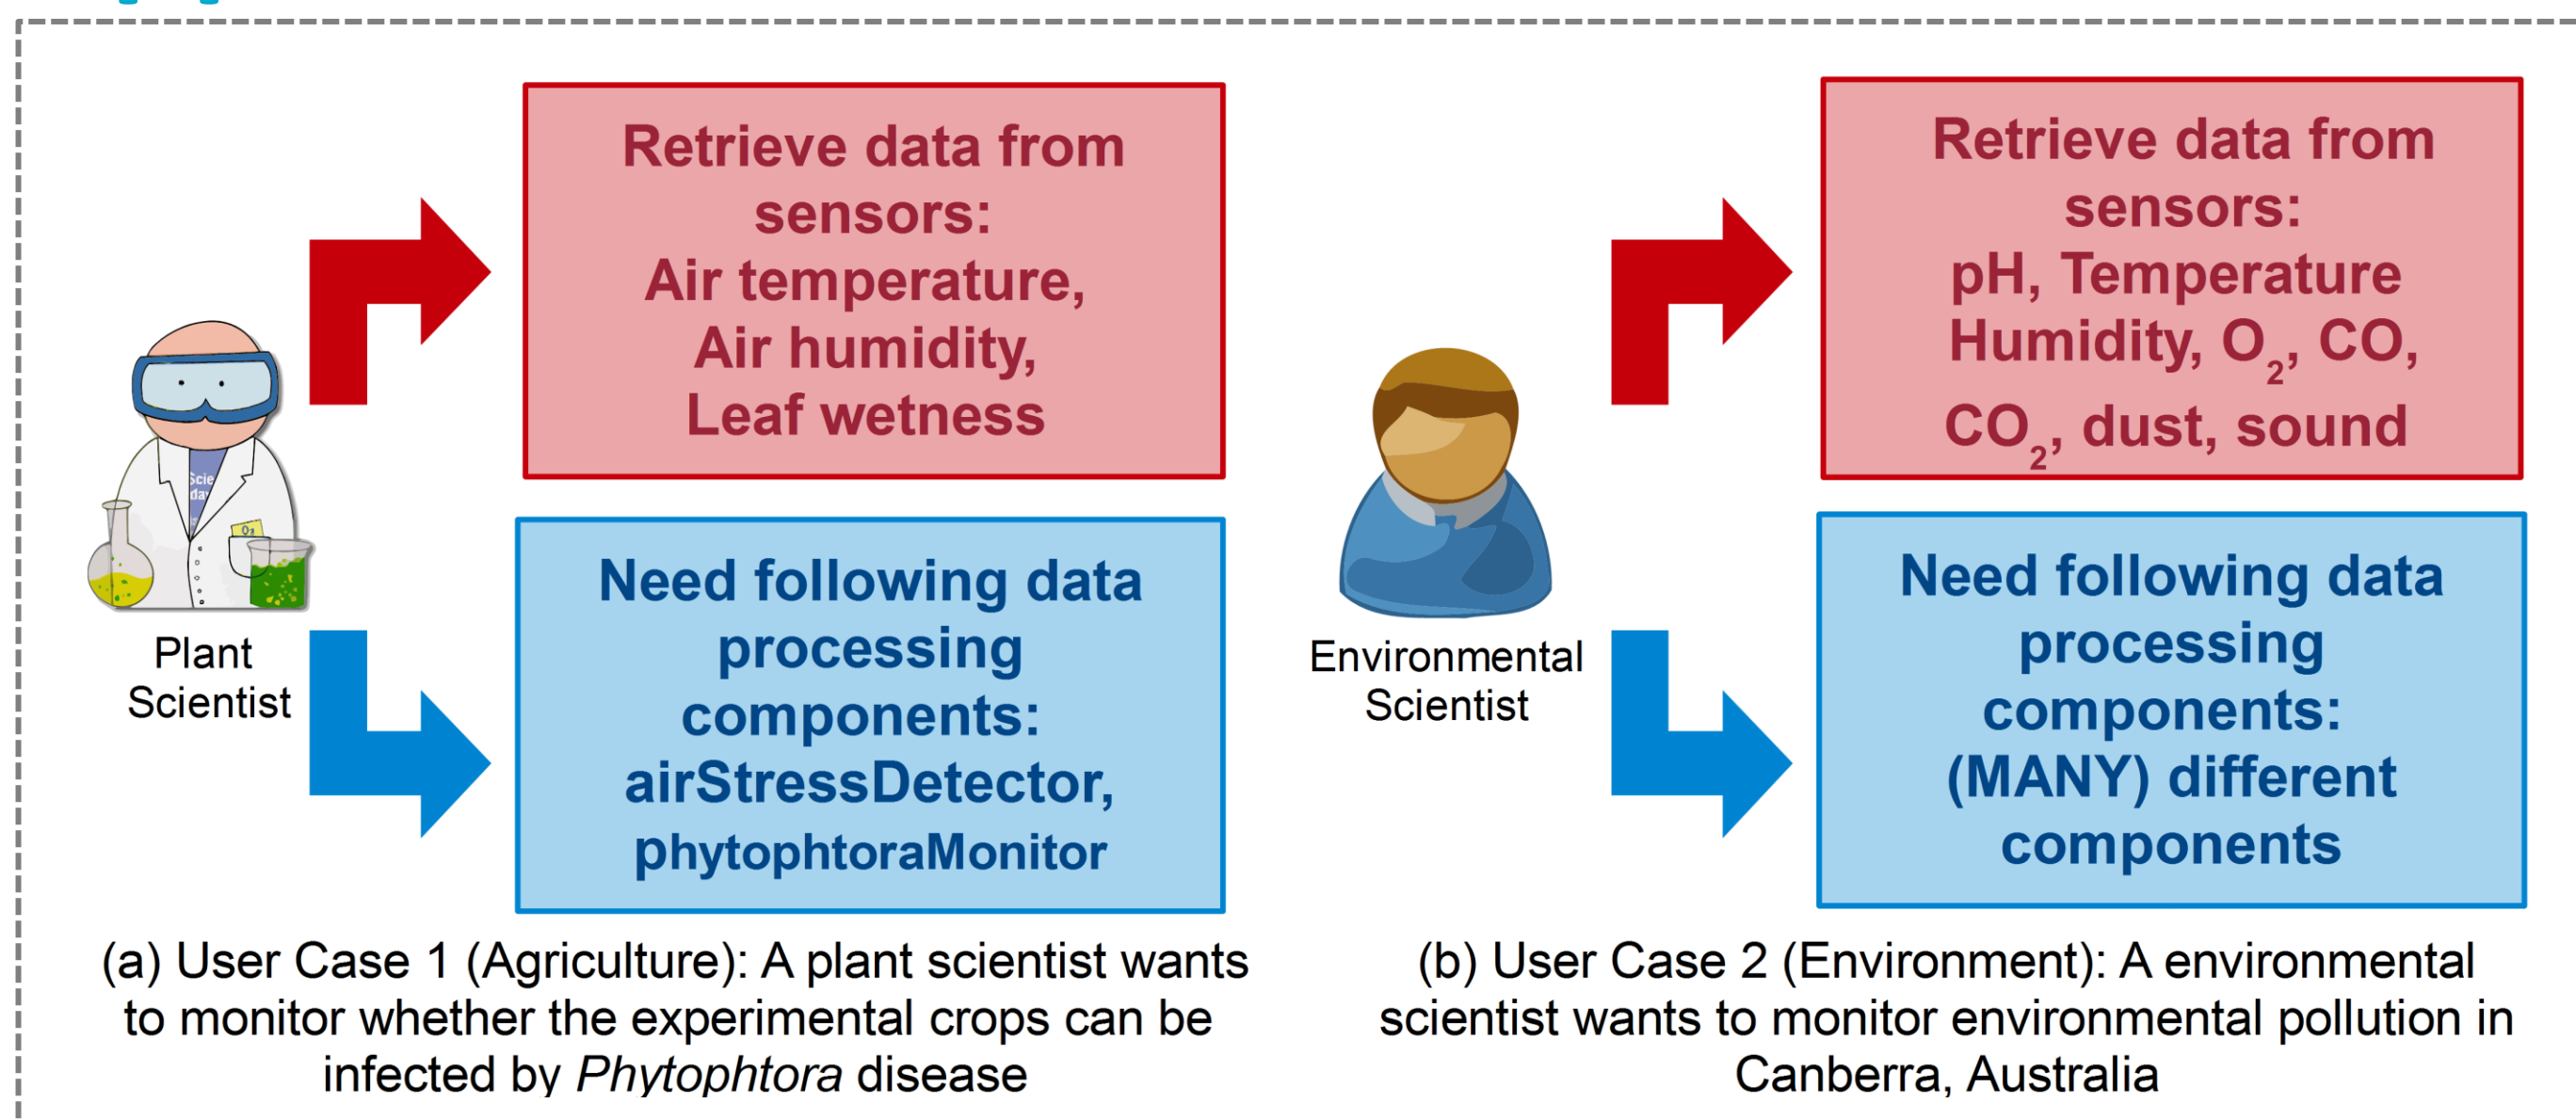 Retrieve data from
sensors:
Air temperature,
Air humidity,
Leaf wetness
Scie
day
O₃
Plant
Scientist
Need following data
processing
components:
airStressDetector,
phytophtoraMonitor
(a) User Case 1 (Agriculture): A plant scientist wants
to monitor whether the experimental crops can be
infected by Phytophtora disease
Retrieve data from
sensors:
pH, Temperature
Humidity, O₂, CO,
CO₂, dust, sound
Environmental
Scientist
Need following data
processing
components:
(MANY) different
components
(b) User Case 2 (Environment): A environmental
scientist wants to monitor environmental pollution in
Canberra, Australia